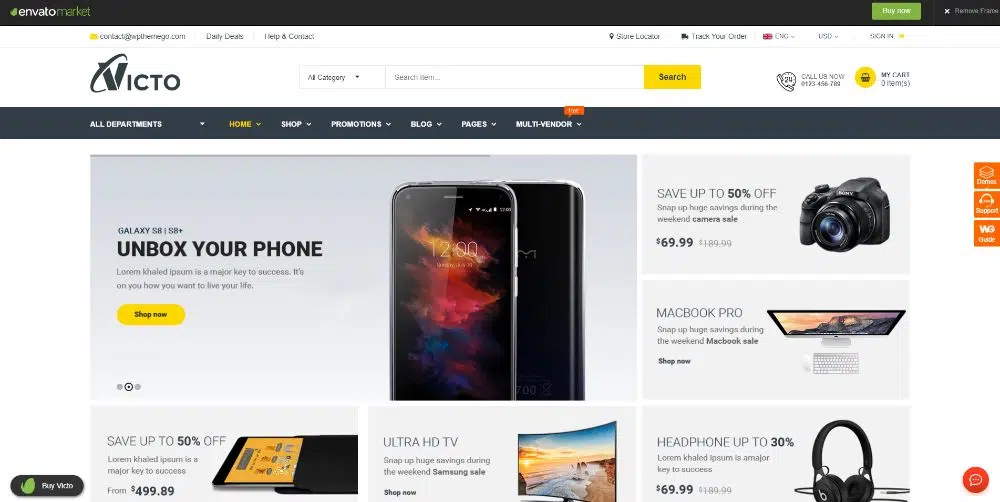 envato market
Buy now
Remove Frame
contact@wpthemego.com
Daily Deals
Help & Contact
Store Locator
Track Your Order
ENG
USD
SIGN IN
VICTO
All Category
Search Item...
Search
24
CALL US NOW
0123-456-789
MY CART
0 item(s)
Hot
ALL DEPARTMENTS
HOME
SHOP
PROMOTIONS
BLOG
PAGES
MULTI-VENDOR
GALAXY S8 | S8+
UNBOX YOUR PHONE
Lorem khaled ipsum is a major key to success. It's
on you how you want to live your life.
Shop now
12:00
12:00
SAVE UP TO 50% OFF
Snap up huge savings during the
weekend camera sale
$69.99 $189.99
SONY
Demos
Support
WG
Guide
MACBOOK PRO
Snap up huge savings during
the weekend Macbook sale
Shop now
SAVE UP TO 50% OFF
Lorem khaled ipsum is a
major key to success
From $499.89
ULTRA HD TV
Snap up huge savings during
the weekend Samsung sale
Shop now
HEADPHONE UP TO 30%
Lorem khaled ipsum is amajor
key to success
$69.99 $189.99
Buy Victo